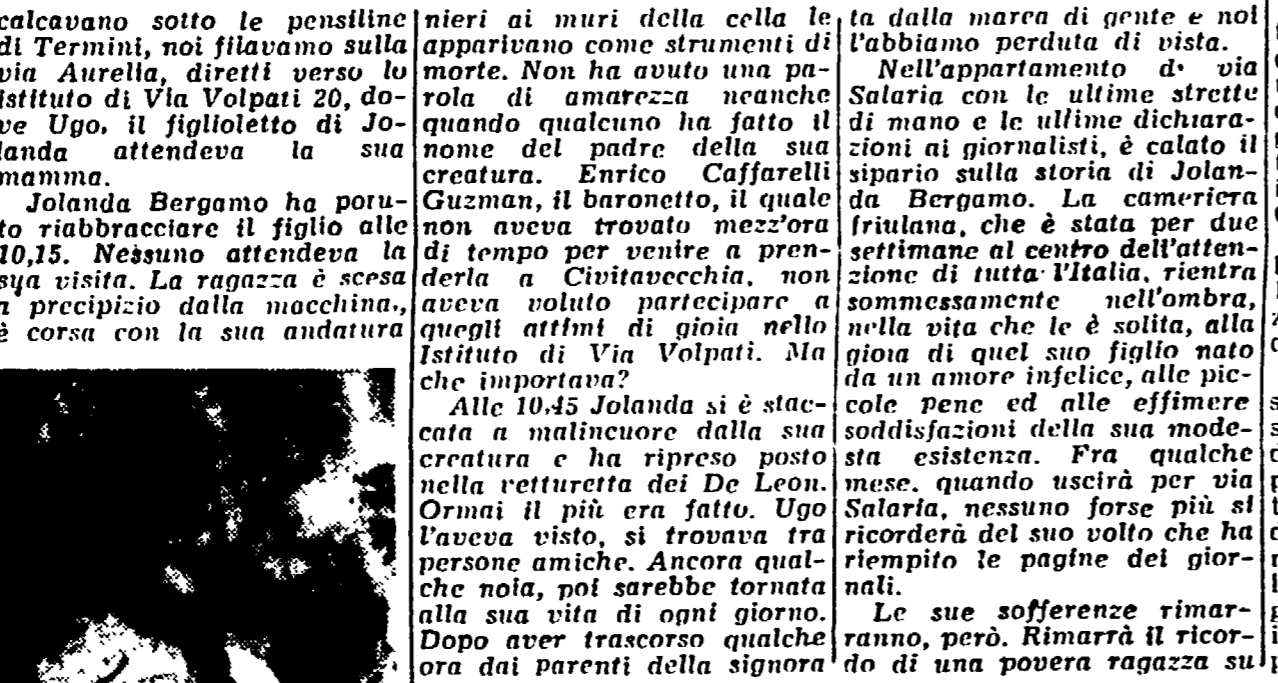 calcavano sotto le pensiline
di Termini, noi filavamo sulla
via Aurelia, diretti verso lo
istituto di Via Volpati 20, do-
ve Ugo, il figlioletto di Jo-
landa attendeva la sua
mamma.
Jolanda Bergamo ha potu-
to riabbracciare il figlio alle
10,15. Nessuno attendeva la
sua visita. La ragazza è scesa
a precipizio dalla macchina,,
è corsa con la sua andatura
nieri ai muri della cella le
apparivano come strumenti di
morte. Non ha avuto una pa-
rola di amarezza neanche
quando qualcuno ha fatto il
nome del padre della sua
creatura. Enrico Caffarelli
Guzman, il baronetto, il quale
non aveva trovato mezz'ora
di tempo per venire a pren-
derla a Civitavecchia, non
aveva voluto partecipare a
quegli attimi di gioia nello
Istituto di Via Volpati. Ma
che importava?
Alle 10,45 Jolanda si è stac-
cata a malincuore dalla sua
creatura e ha ripreso posto
nella vetturetta dei De Leon.
Ormai il più era fatto. Ugo
l'aveva visto, si trovava tra
persone amiche. Ancora qual-
che noia, poi sarebbe tornata
alla sua vita di ogni giorno.
Dopo aver trascorso qualche
ora dai parenti della signora
ta dalla marea di gente e noi
l'abbiamo perduta di vista.
Nell'appartamento di via
Salaria con le ultime strette
di mano e le ultime dichiara-
zioni ai giornalisti, è calato il
sipario sulla storia di Jolan-
da Bergamo. La cameriera
friulana, che è stata per due
settimane al centro dell'atten-
zione di tutta l'Italia, rientra
sommessamente nell'ombra,
nella vita che le è solita, alla
gioia di quel suo figlio nato
da un amore infelice, alle pic-
cole pene ed alle effimere
soddisfazioni della sua mode-
sta esistenza. Fra qualche
mese, quando uscirà per via
Salaria, nessuno forse più si
ricorderà del suo volto che ha
riempito le pagine dei gior-
nali.
Le sue sofferenze rimar-
ranno, però. Rimarrà il ricor-
do di una povera ragazza su